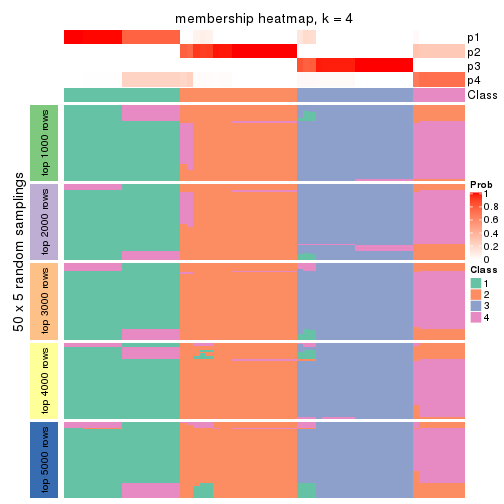 membership heatmap, k = 4
p1
p2
p3
p4
Class
50 x 5 random samplings
top 1000 rows
top 2000 rows
top 3000 rows
top 4000 rows
top 5000 rows
Prob
1
0.8
0.6
0.4
0.2
0
Class
1
2
3
4